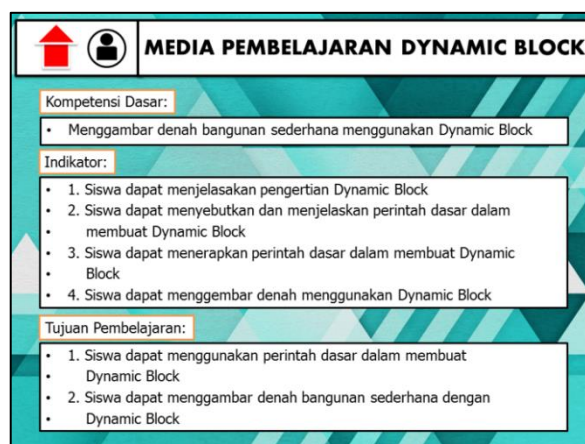 MEDIA PEMBELAJARAN DYNAMIC BLOCK
Kompetensi Dasar:
• Menggambar denah bangunan sederhana menggunakan Dynamic Block
Indikator:
• 1. Siswa dapat menjelasakan pengertian Dynamic Block
• 2. Siswa dapat menyebutkan dan menjelaskan perintah dasar dalam
• membuat Dynamic Block
• 3. Siswa dapat menerapkan perintah dasar dalam membuat Dynamic
• Block
• 4. Siswa dapat menggembar denah menggunakan Dynamic Block
Tujuan Pembelajaran:
• 1. Siswa dapat menggunakan perintah dasar dalam membuat
• Dynamic Block
• 2. Siswa dapat menggambar denah bangunan sederhana dengan
• Dynamic Block